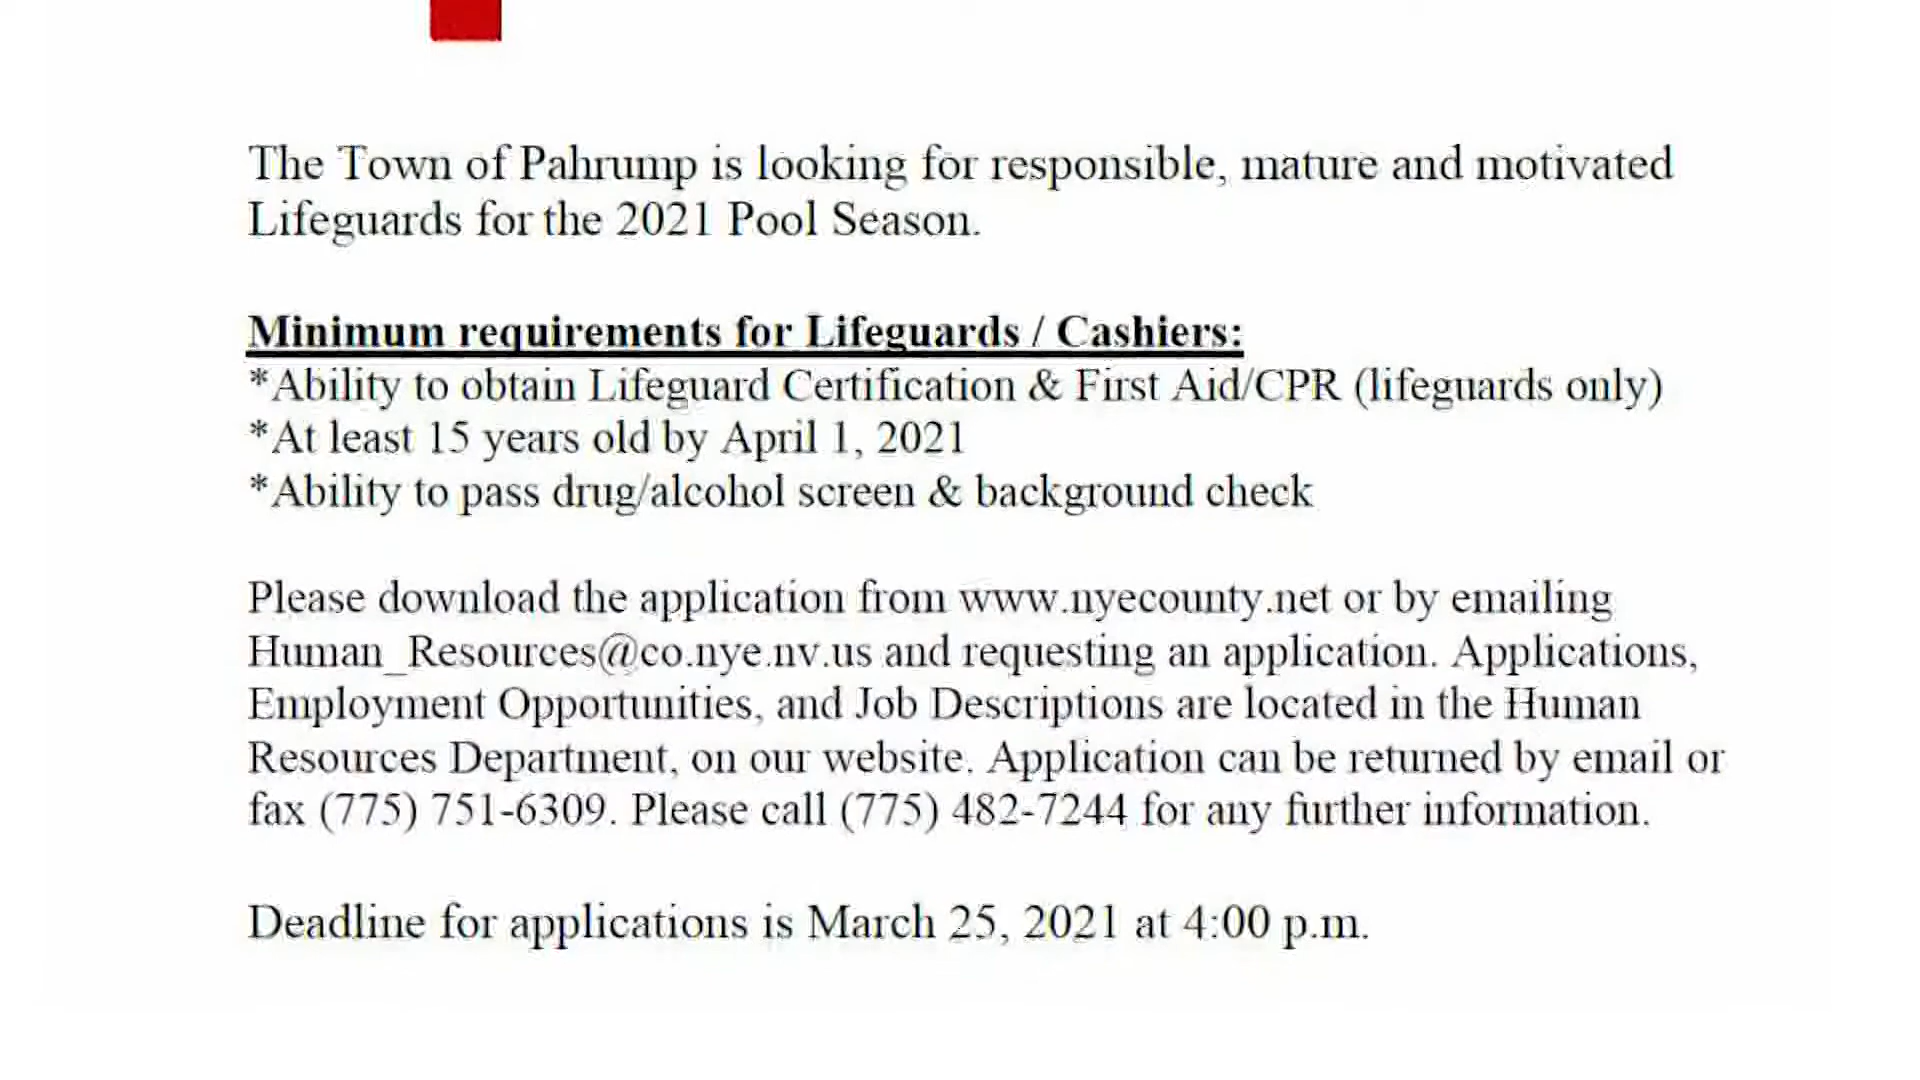 The Town of Pahrump is looking for responsible, mature and motivated
Lifeguards for the 2021 Pool Season.
Minimum requirements for Lifeguards / Cashiers:
*Ability to obtain Lifeguard Certification & First Aid/CPR (lifeguards only)
*At least 15 years old by April 1, 2021
*Ability to pass drug/alcohol screen & background check
Please download the application from www.nyecounty.net or by emailing
Human_Resources@co.nye.nv.us and requesting an application. Applications,
Employment Opportunities, and Job Descriptions are located in the Human
Resources Department, on our website. Application can be returned by email or
fax (775) 751-6309. Please call (775) 482-7244 for any further information.
Deadline for applications is March 25, 2021 at 4:00 p.m.